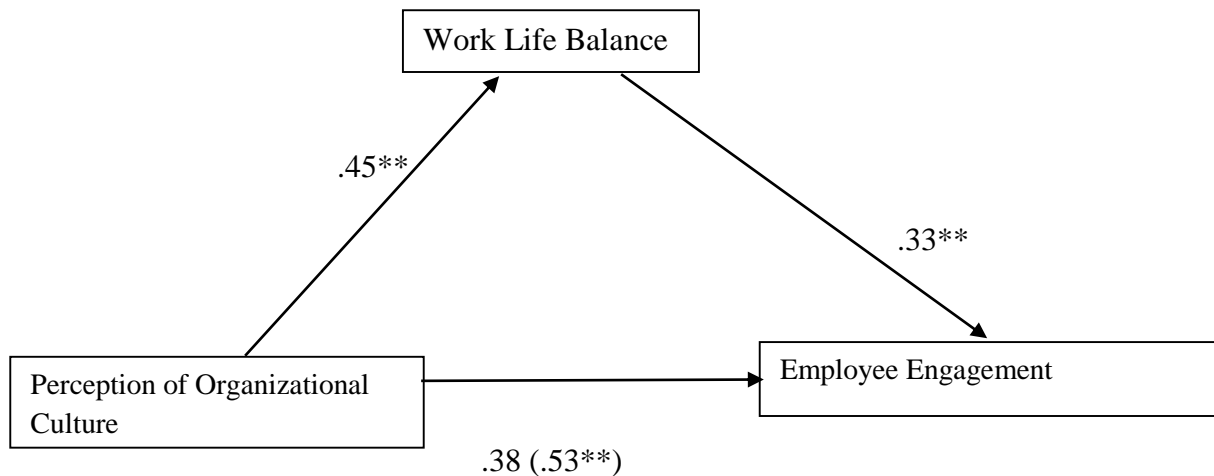 Work Life Balance
.45**
.33**
Perception of Organizational
Culture
Employee Engagement
.38 (.53**)